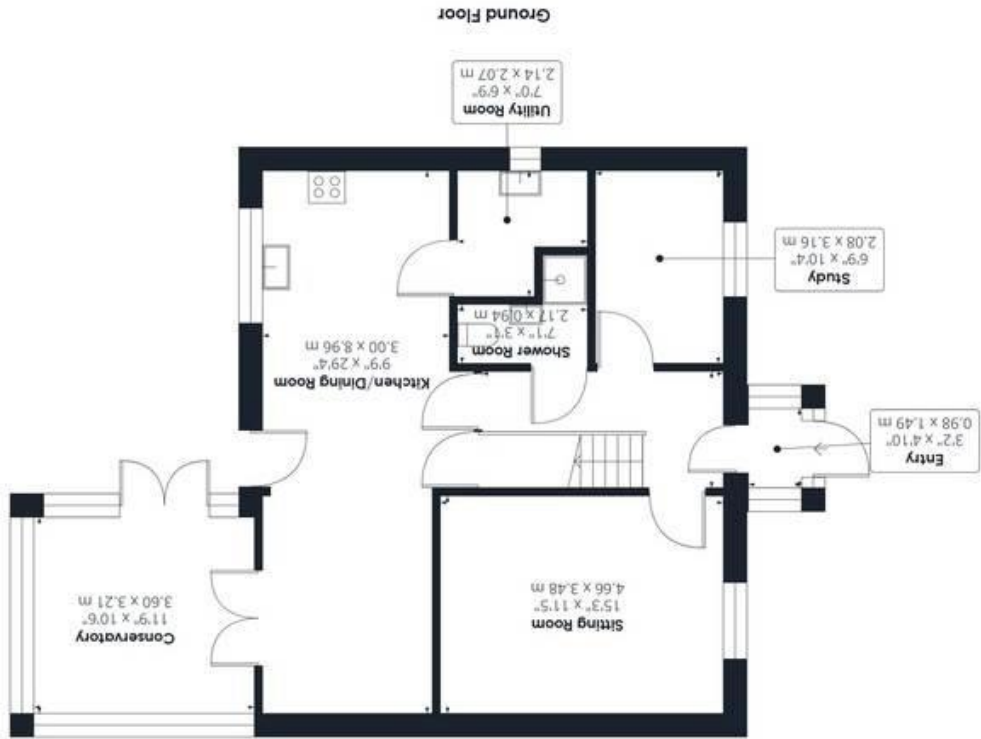 Sitting Room
15'3" x 11'5"
4.66 x 3.48 m
Conservatory
11'9" x 10'6"
3.60 x 3.21 m
Entry
3'2" x 4'10"
0.98 x 1.49 m
Kitchen/Dining Room
9'9" x 29'4"
3.00 x 8.96 m
Shower Room
7'1" x 3'1"
2.17 x 0.94 m
Study
6'9" x 10'4"
2.08 x 3.16 m
Utility Room
7'0" x 6'9"
2.14 x 2.07 m
Ground Floor